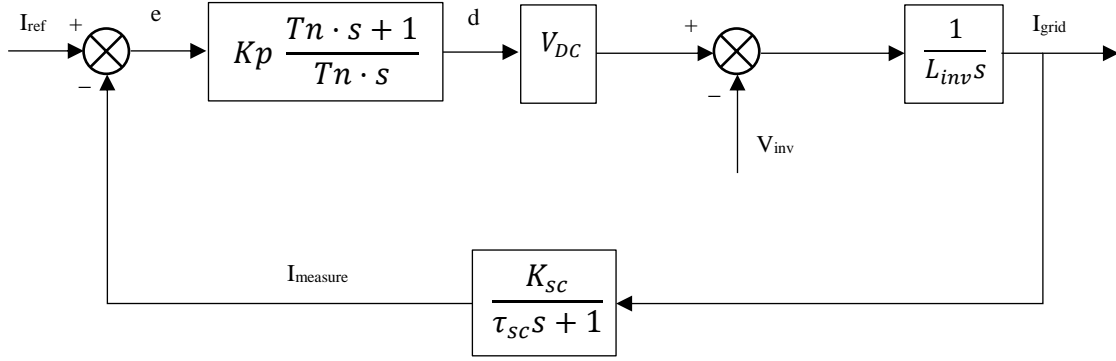 I_ref
+
e
Kp (Tn · s + 1)/(Tn · s)
d
V_DC
+
1/(L_inv s)
I_grid
−
−
V_inv
I_measure
K_sc/(τ_sc s + 1)